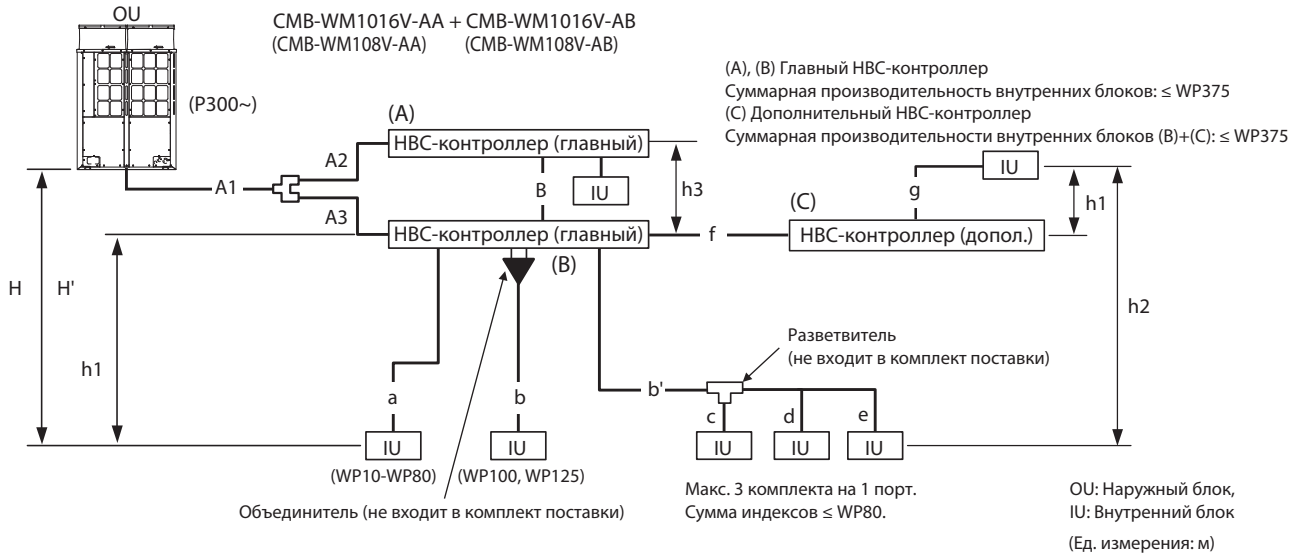 OU
CMB-WM1016V-AA + CMB-WM1016V-AB
(CMB-WM108V-AA) (CMB-WM108V-AB)
(P300~)
(A), (B) Главный HBC-контроллер
Суммарная производительность внутренних блоков: ≤ WP375
(C) Дополнительный HBC-контроллер
Суммарная производительности внутренних блоков (B)+(C): ≤ WP375
(A)
HBC-контроллер (главный)
A2
A1
A3
B
IU
h3
HBC-контроллер (главный)
(B)
f
(C)
HBC-контроллер (допол.)
g
IU
h1
h2
H
H'
h1
Разветвитель
(не входит в комплект поставки)
a
b
b'
c
d
e
IU
IU
IU
IU
IU
(WP10-WP80)
(WP100, WP125)
Объединитель (не входит в комплект поставки)
Макс. 3 комплекта на 1 порт.
Сумма индексов ≤ WP80.
OU: Наружный блок,
IU: Внутренний блок
(Ед. измерения: м)